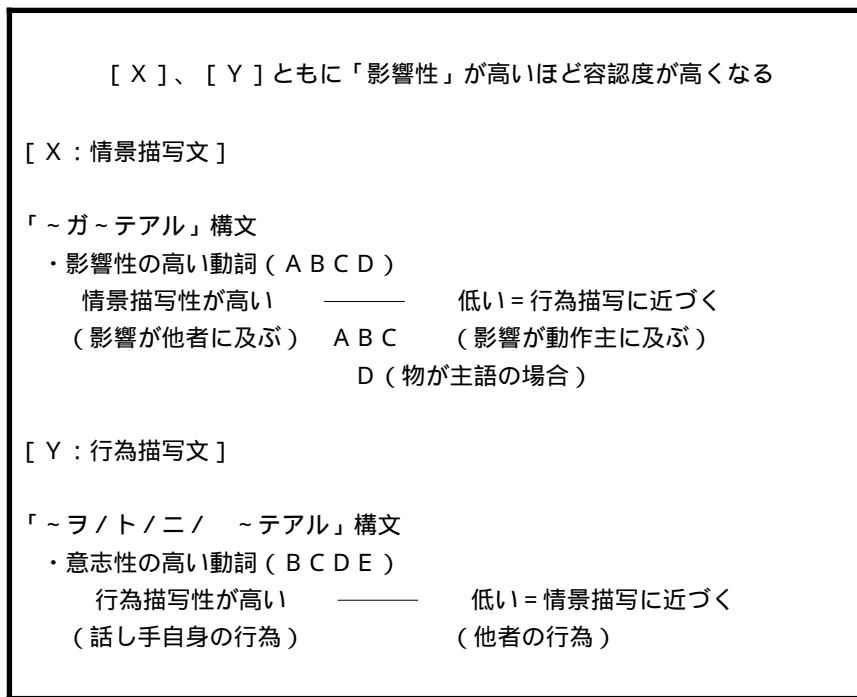 [X]、[Y]ともに「影響性」が高いほど容認度が高くなる
[X:情景描写文]
「~ガ~テアル」構文
・影響性の高い動詞(ABCD)
情景描写性が高い ―――― 低い=行為描写に近づく
(影響が他者に及ぶ) ABC (影響が動作主に及ぶ)
D(物が主語の場合)
[Y:行為描写文]
「~ヲ/ト/ニ/ ~テアル」構文
・意志性の高い動詞(BCDE)
行為描写性が高い ―――― 低い=情景描写に近づく
(話し手自身の行為) (他者の行為)